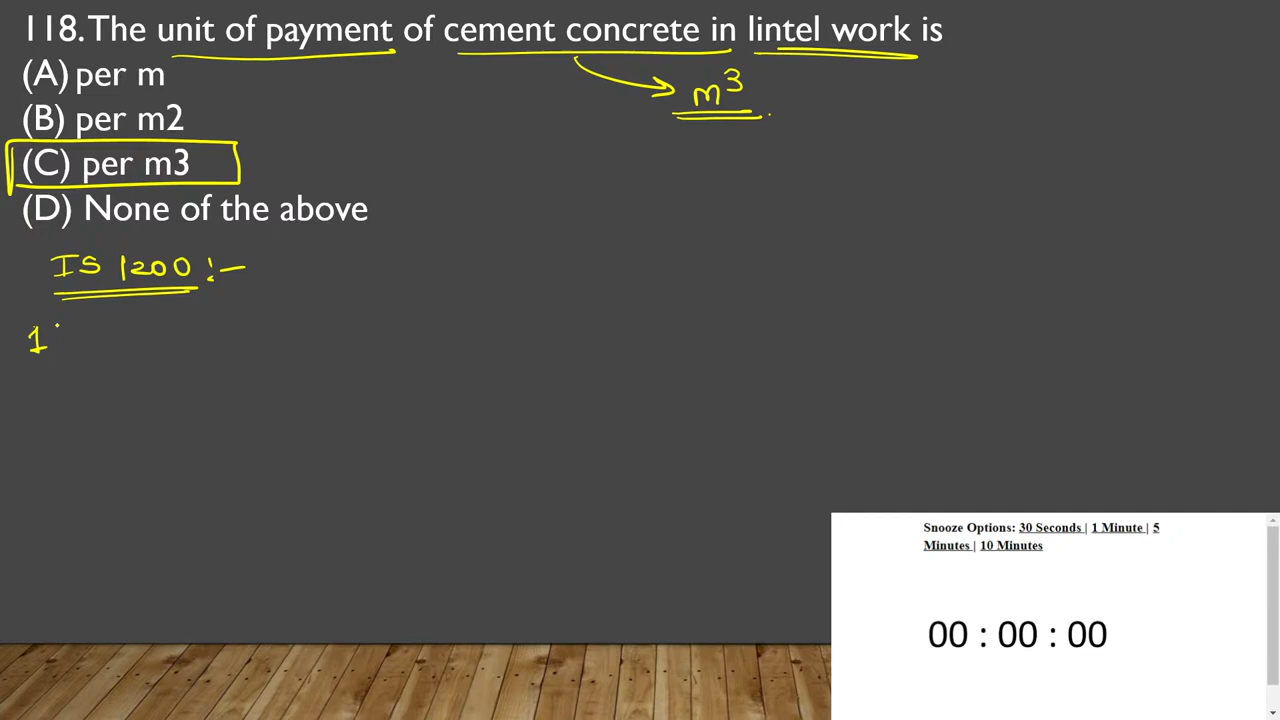 118. The unit of payment of cement concrete in lintel work is
(A) per m
m³
(B) per m2
(C) per m3
(D) None of the above
IS 1200 :-
1
Snooze Options: 30 Seconds | 1 Minute | 5
Minutes | 10 Minutes
00 : 00 : 00